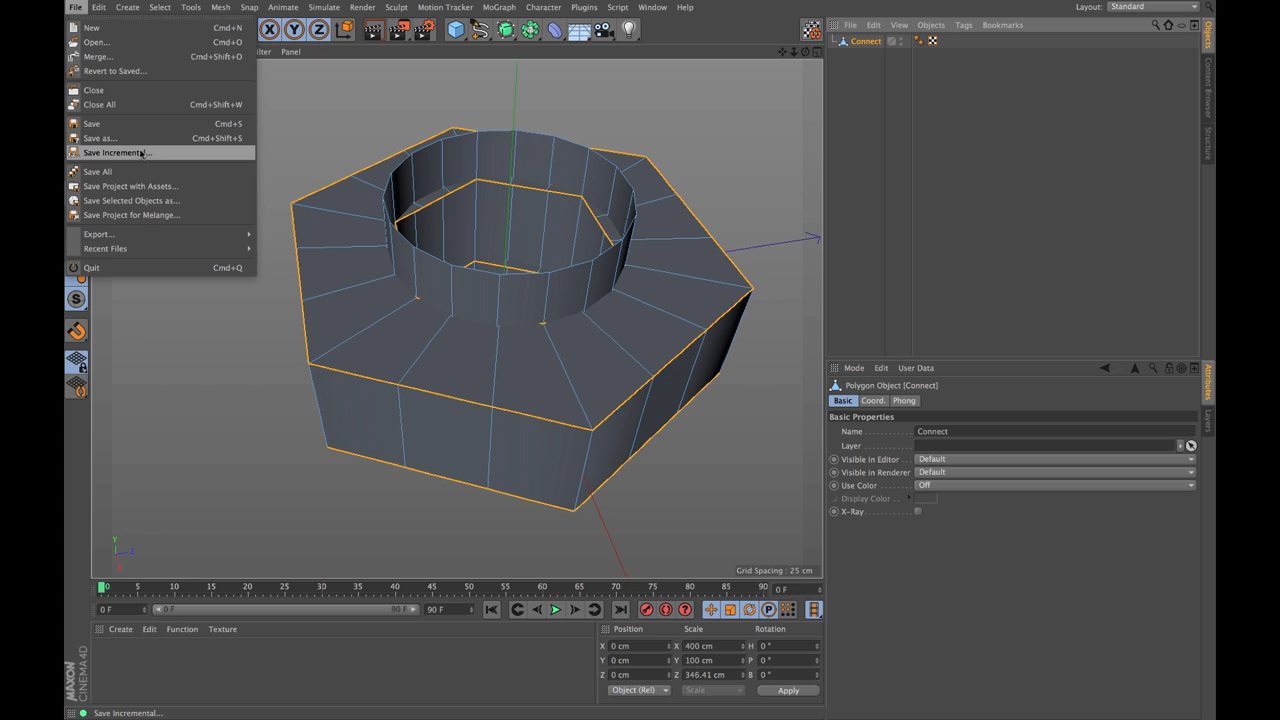 File Edit Create Select Tools Mesh Snap Animate Simulate Render Sculpt Motion Tracker MoGraph Character Plugins Script Window Help Layout: Standard
New Cmd+N
Open... Cmd+O
Merge... Cmd+Shift+O
Revert to Saved...
Close
Close All Cmd+Shift+W
Save Cmd+S
Save as... Cmd+Shift+S
Save Incremental...
Save All
Save Project with Assets...
Save Selected Objects as...
Save Project for Melange...
Export...
Recent Files
Quit Cmd+Q
X Y Z
ilter Panel
File Edit View Objects Tags Bookmarks
Connect
Objects
Content Browser
Structure
Mode Edit User Data
Polygon Object [Connect]
Basic Coord. Phong
Basic Properties
Name Connect
Layer
Visible in Editor Default
Visible in Renderer Default
Use Color Off
Display Color
X-Ray
Attributes
Layers
S
Y
Z
X
Grid Spacing : 25 cm
0 5 10 15 20 25 30 35 40 45 50 55 60 65 70 75 80 85 90 0 F
0 F 0 F 90 F 90 F P
Create Edit Function Texture
Position Scale Rotation
X 0 cm X 400 cm H 0 °
Y 0 cm Y 100 cm P 0 °
Z 0 cm Z 346.41 cm B 0 °
Object (Rel) Scale Apply
MAXON
CINEMA 4D
Save Incremental...